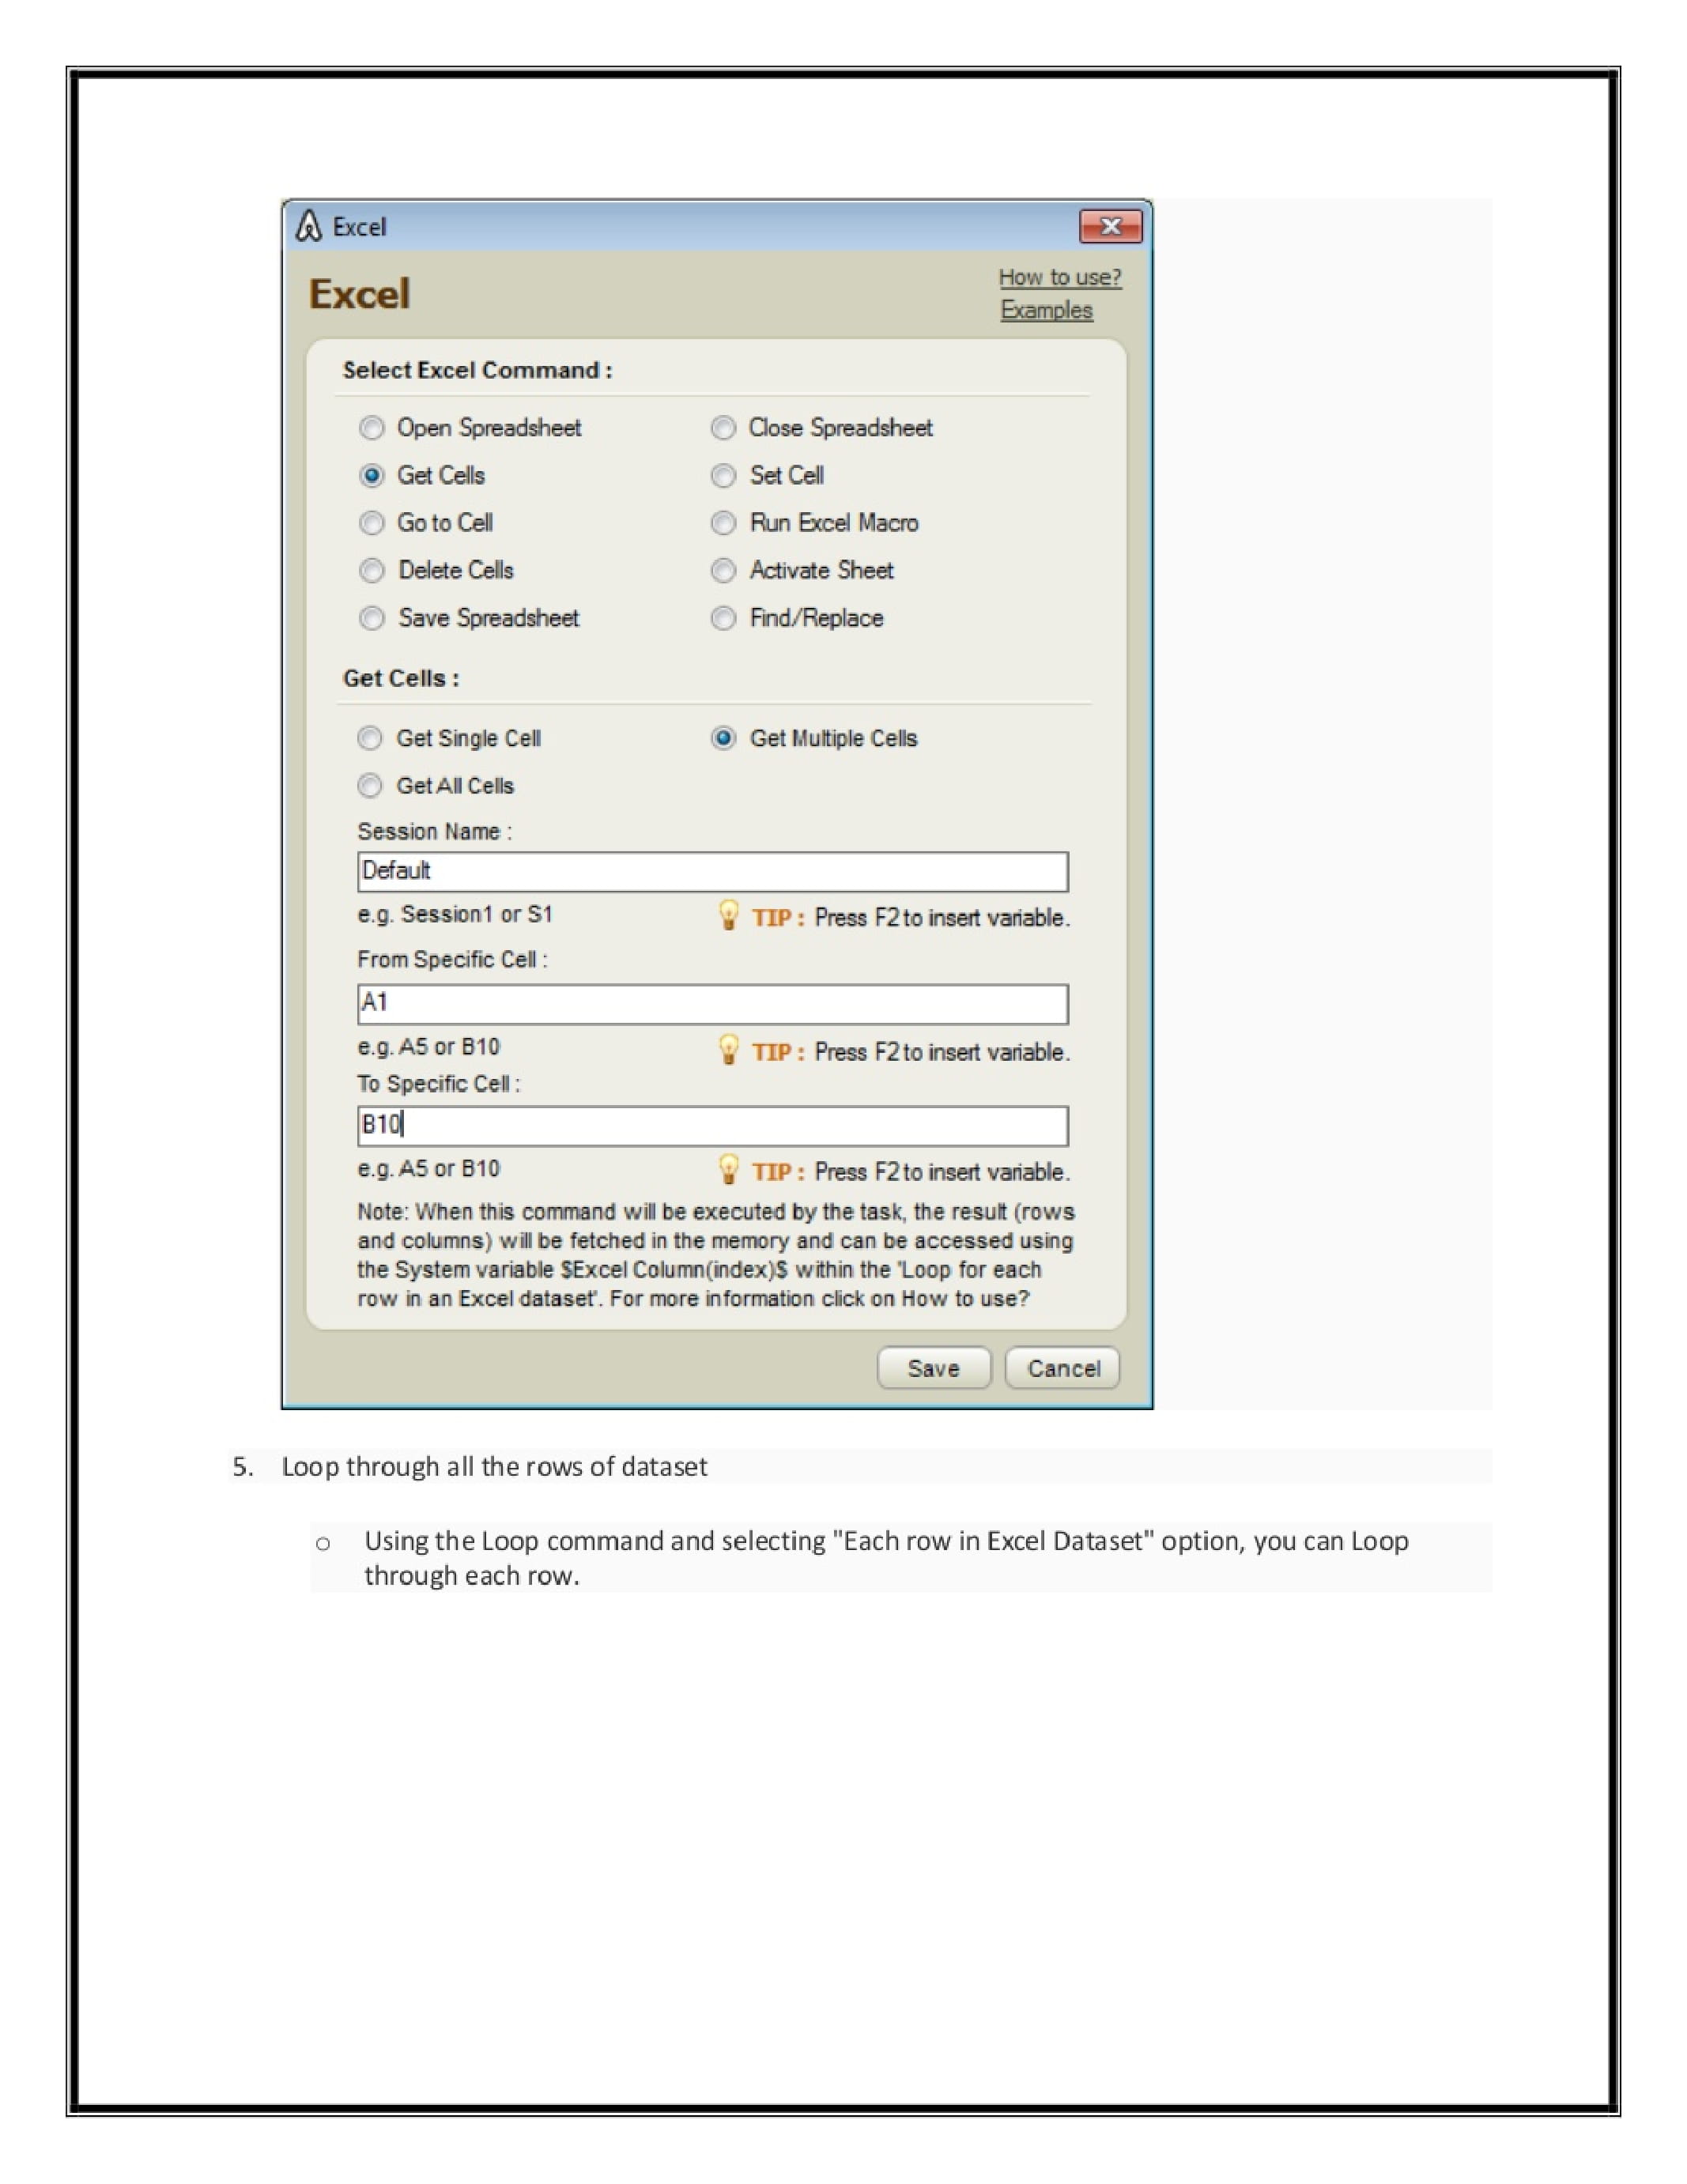 Excel
Excel
How to use?
Examples
Select Excel Command :
Open Spreadsheet
Close Spreadsheet
Get Cells
Set Cell
Go to Cell
Run Excel Macro
Delete Cells
Activate Sheet
Save Spreadsheet
Find/Replace
Get Cells :
Get Single Cell
Get Multiple Cells
Get All Cells
Session Name :
Default
e.g. Session1 or S1
TIP : Press F2 to insert variable.
From Specific Cell :
A1
e.g. A5 or B10
TIP : Press F2 to insert variable.
To Specific Cell :
B10
e.g. A5 or B10
TIP : Press F2 to insert variable.
Note: When this command will be executed by the task, the result (rows
and columns) will be fetched in the memory and can be accessed using
the System variable $Excel Column(index)$ within the 'Loop for each
row in an Excel dataset'. For more information click on How to use?
Save
Cancel
5. Loop through all the rows of dataset
o Using the Loop command and selecting "Each row in Excel Dataset" option, you can Loop
through each row.